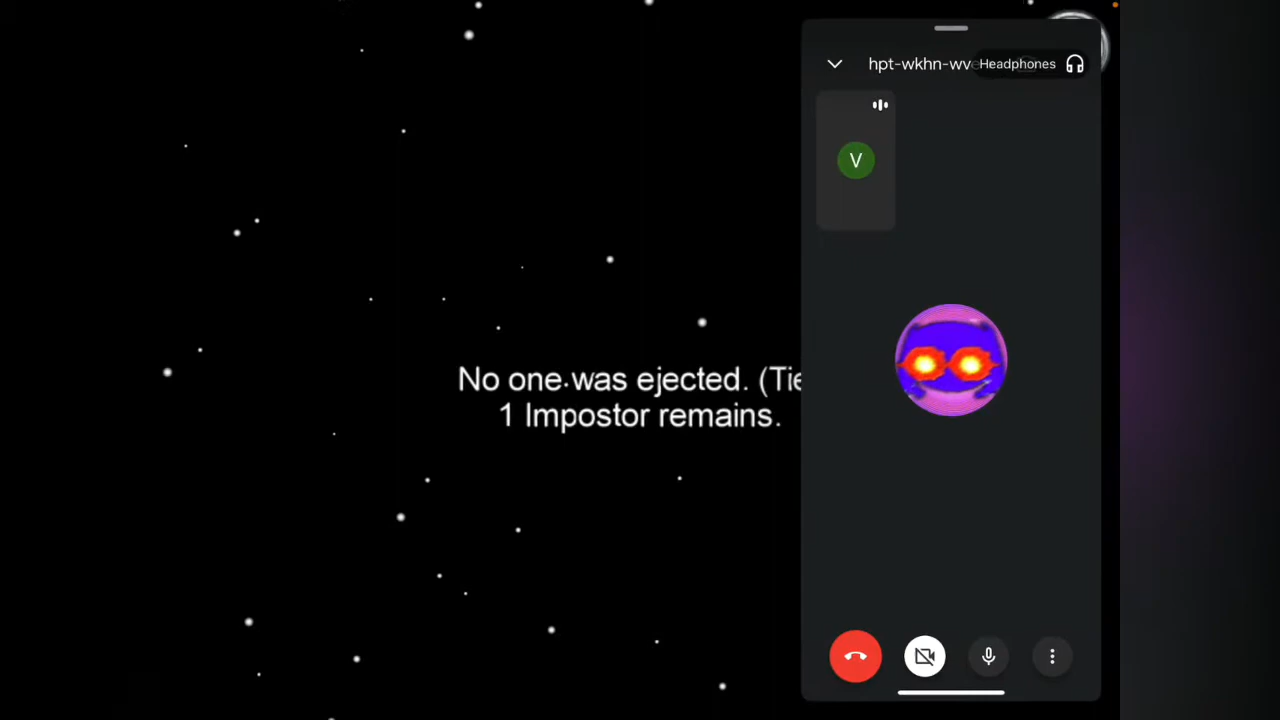 hpt-wkhn-wv
Headphones
V
No one was ejected. (Tie
1 Impostor remains.